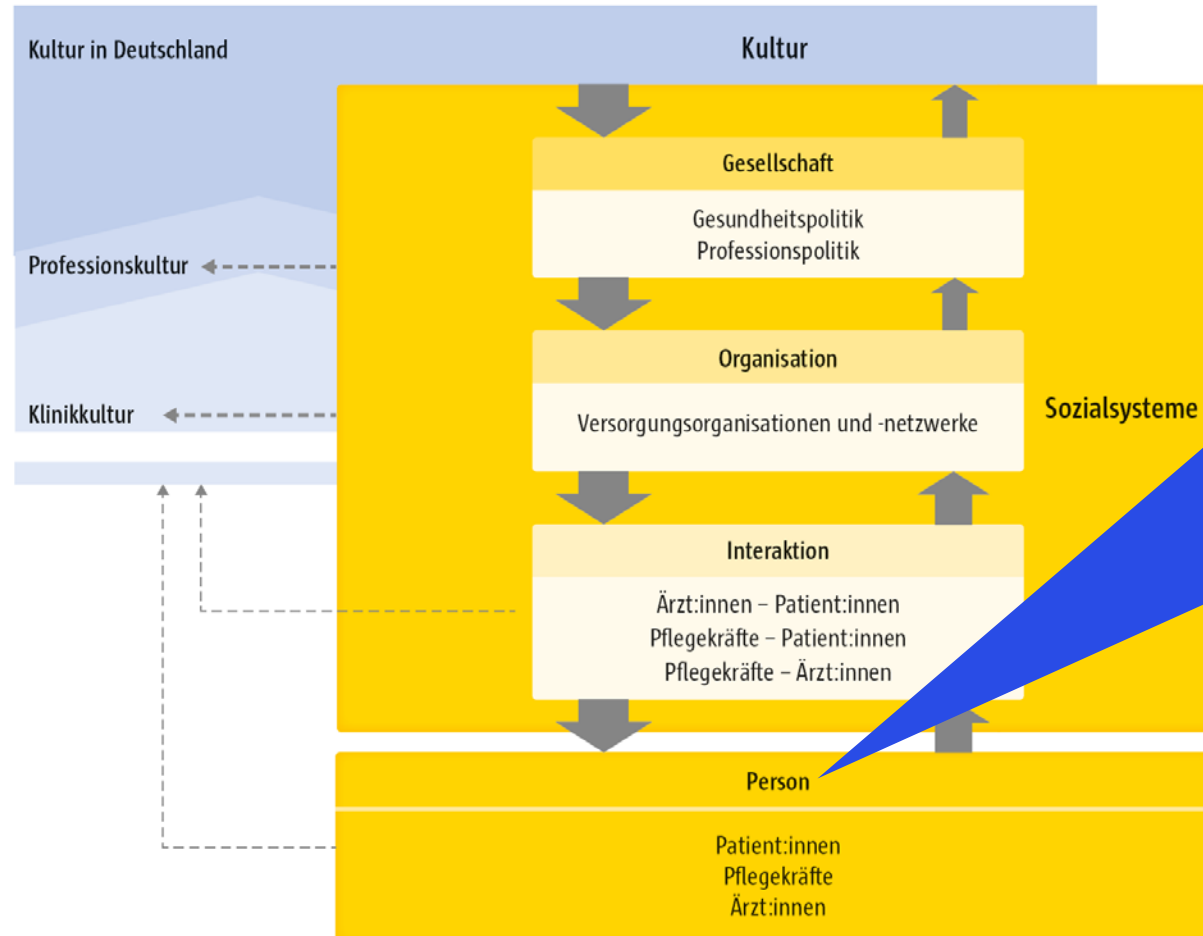 Kultur in Deutschland
Kultur
Gesellschaft
Gesundheitspolitik
Professionspolitik
Professionskultur
Organisation
Versorgungsorganisationen und -netzwerke
Klinikkultur
Sozialsysteme
Interaktion
Ärzt:innen – Patient:innen
Pflegekräfte – Patient:innen
Pflegekräfte – Ärzt:innen
Person
Patient:innen
Pflegekräfte
Ärzt:innen